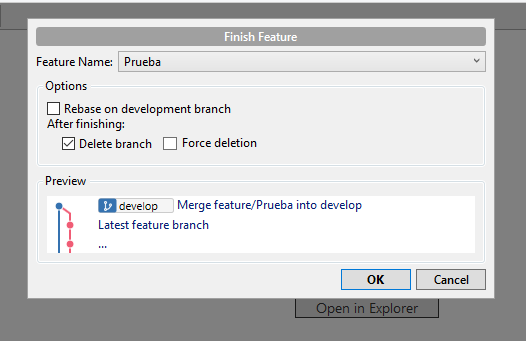 Finish Feature
Feature Name: Prueba
Options
Rebase on development branch
After finishing:
Delete branch Force deletion
Preview
develop Merge feature/Prueba into develop
Latest feature branch
...
OK Cancel
Open in Explorer